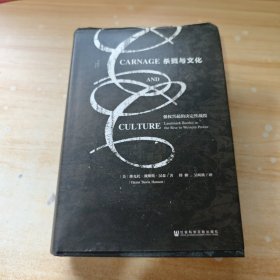 CARNAGE 杀戮与文化
AND
CULTURE 强权兴起的决定性战役
Landmark Battles in
the Rise to Western Power
(Victor Davis Hanson)
社会科学文献出版社